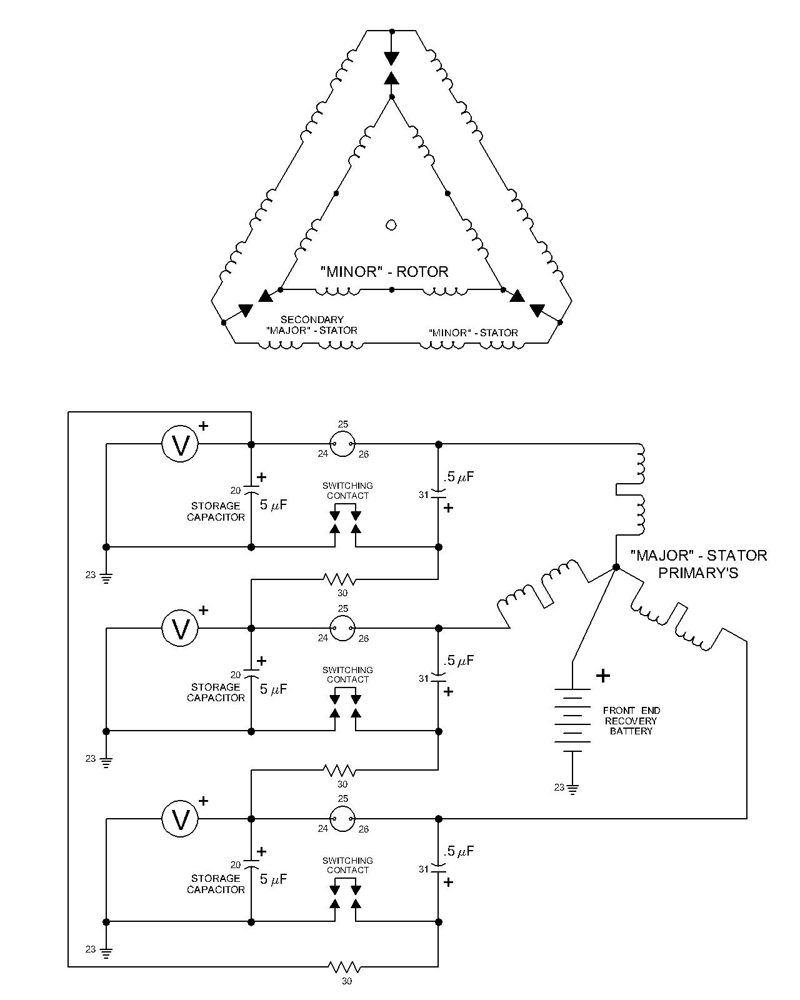 "MINOR" - ROTOR
SECONDARY
"MAJOR" - STATOR
"MINOR" - STATOR
V
+
25
24
26
+
20
STORAGE
CAPACITOR
5 µF
SWITCHING
CONTACT
.5 µF
31
+
23
30
"MAJOR" - STATOR
PRIMARY'S
V
+
25
24
26
+
20
STORAGE
CAPACITOR
5 µF
SWITCHING
CONTACT
.5 µF
31
+
23
30
+
FRONT END
RECOVERY
BATTERY
23
V
+
25
24
26
+
20
STORAGE
CAPACITOR
5 µF
SWITCHING
CONTACT
.5 µF
31
+
23
30